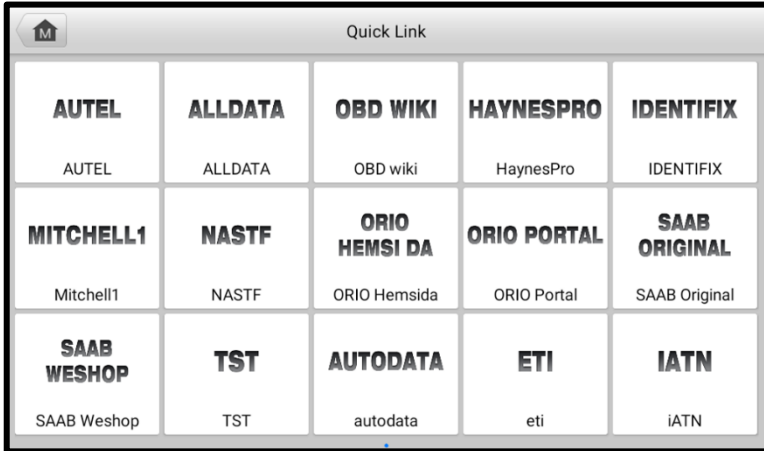 M
Quick Link
AUTEL
AUTEL
ALLDATA
ALLDATA
OBD WIKI
OBD wiki
HAYNESPRO
HaynesPro
IDENTIFIX
IDENTIFIX
MITCHELL1
Mitchell1
NASTF
NASTF
ORIO
HEMSI DA
ORIO Hemsida
ORIO PORTAL
ORIO Portal
SAAB
ORIGINAL
SAAB Original
SAAB
WESHOP
SAAB Weshop
TST
TST
AUTODATA
autodata
ETI
eti
IATN
iATN